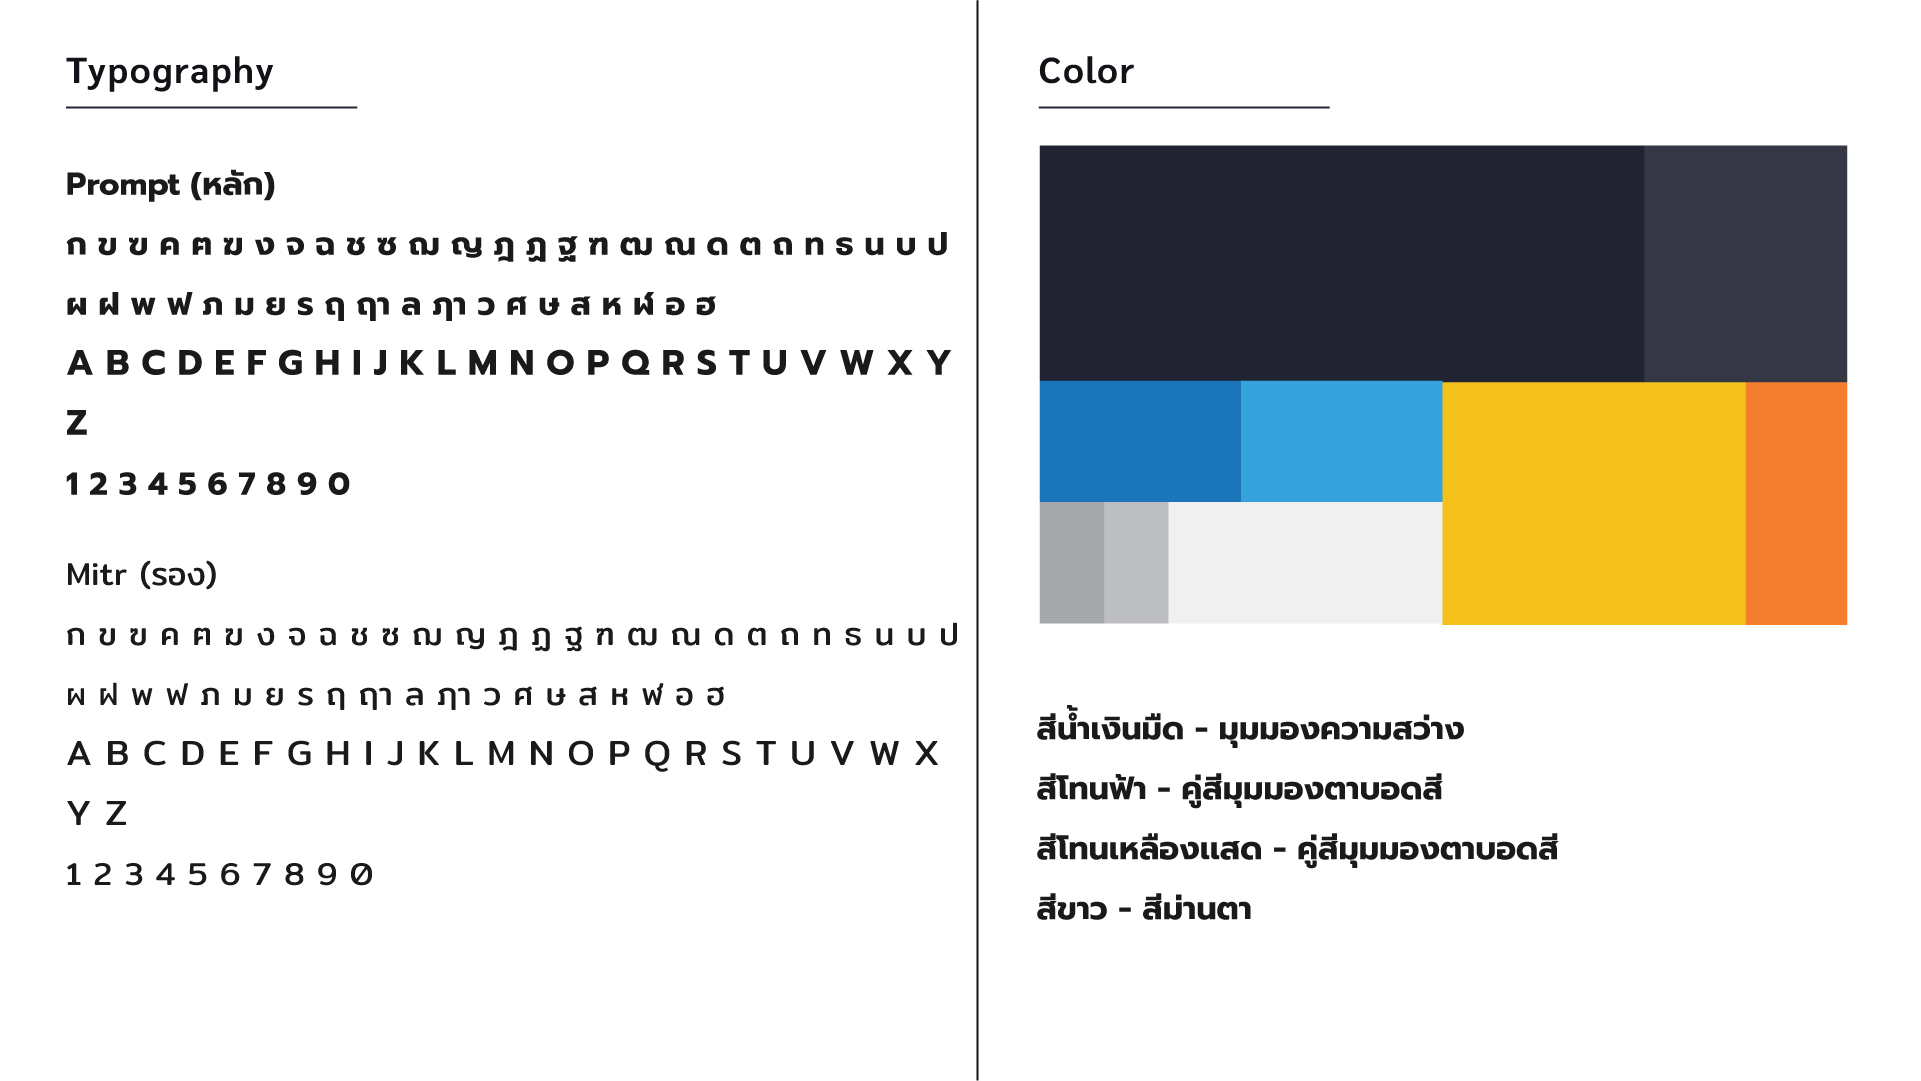 Typography
Prompt (หลัก)
ก ข ฃ ค ฅ ฆ ง จ ฉ ช ซ ฌ ญ ฎ ฏ ฐ ฑ ฒ ณ ด ต ถ ท ธ น บ ป
ผ ฝ พ ฟ ภ ม ย ร ฤ ฤา ล ฦา ว ศ ษ ส ห ฬ อ ฮ
A B C D E F G H I J K L M N O P Q R S T U V W X Y
Z
1 2 3 4 5 6 7 8 9 0
Mitr (รอง)
ก ข ฃ ค ฅ ฆ ง จ ฉ ช ซ ฌ ญ ฎ ฏ ฐ ฑ ฒ ณ ด ต ถ ท ธ น บ ป
ผ ฝ พ ฟ ภ ม ย ร ฤ ฤา ล ฦา ว ศ ษ ส ห ฬ อ ฮ
A B C D E F G H I J K L M N O P Q R S T U V W X
Y Z
1 2 3 4 5 6 7 8 9 0
Color
สีน้ำเงินมืด - มุมมองความสว่าง
สีโทนฟ้า - คู่สีมุมมองตาบอดสี
สีโทนเหลืองแสด - คู่สีมุมมองตาบอดสี
สีขาว - สีม่านตา